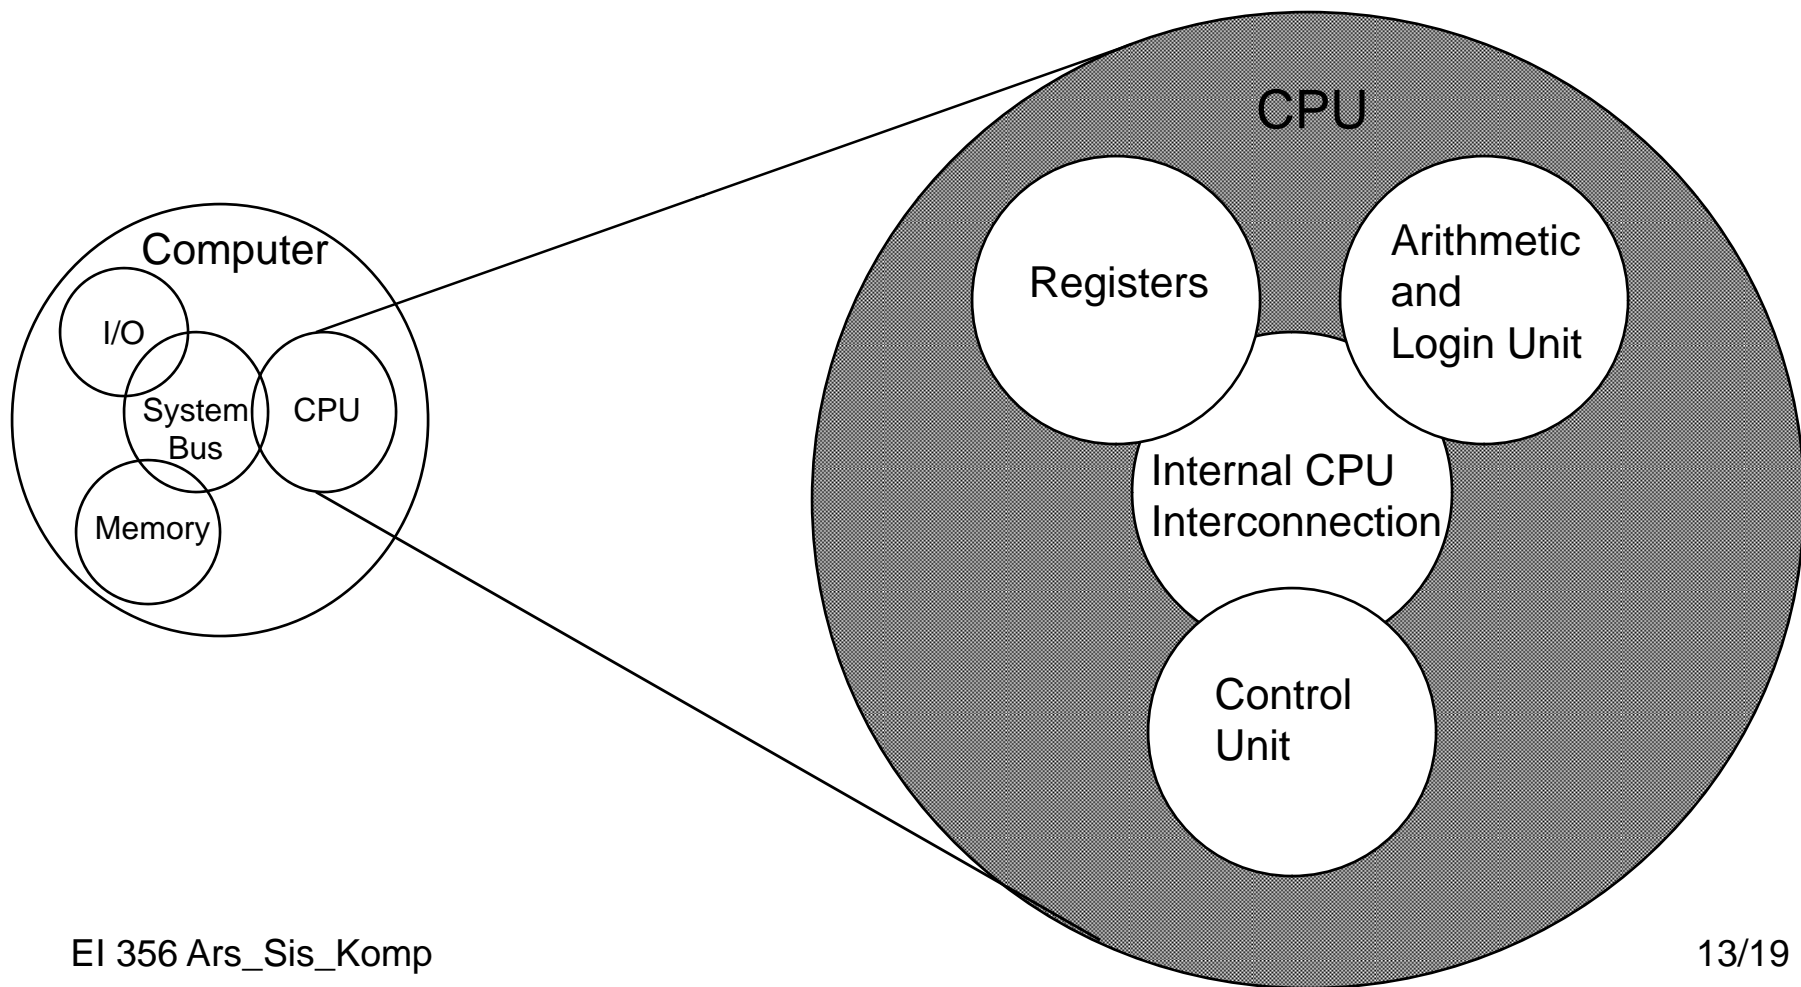 Computer
I/O
System
Bus
CPU
Memory
CPU
Registers
Arithmetic
and
Login Unit
Internal CPU
Interconnection
Control
Unit
EI 356 Ars_Sis_Komp
13/19